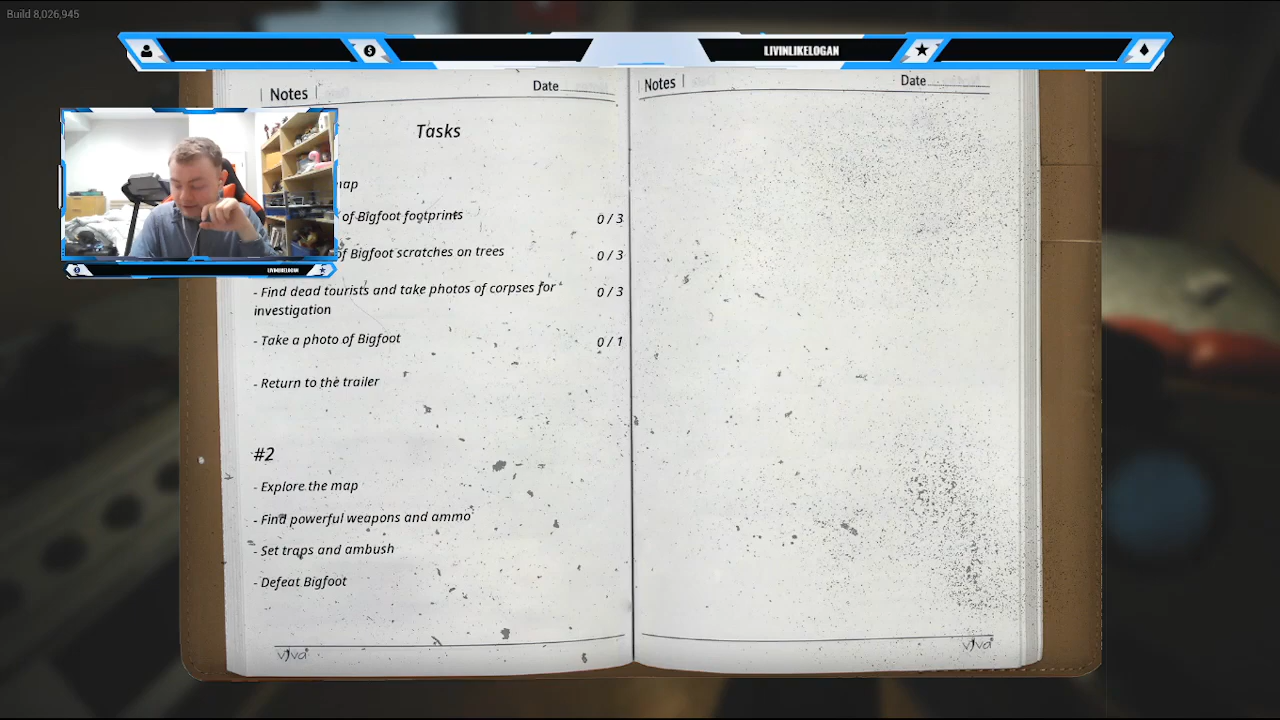 Build 8,026,945
LIVINLIKELOGAN
Notes
Date
Notes
Date
Tasks
map
of Bigfoot footprints 0 / 3
of Bigfoot scratches on trees 0 / 3
- Find dead tourists and take photos of corpses for 0 / 3
investigation
- Take a photo of Bigfoot 0 / 1
- Return to the trailer
LIVINLIKELOGAN
#2
- Explore the map
- Find powerful weapons and ammo
- Set traps and ambush
- Defeat Bigfoot